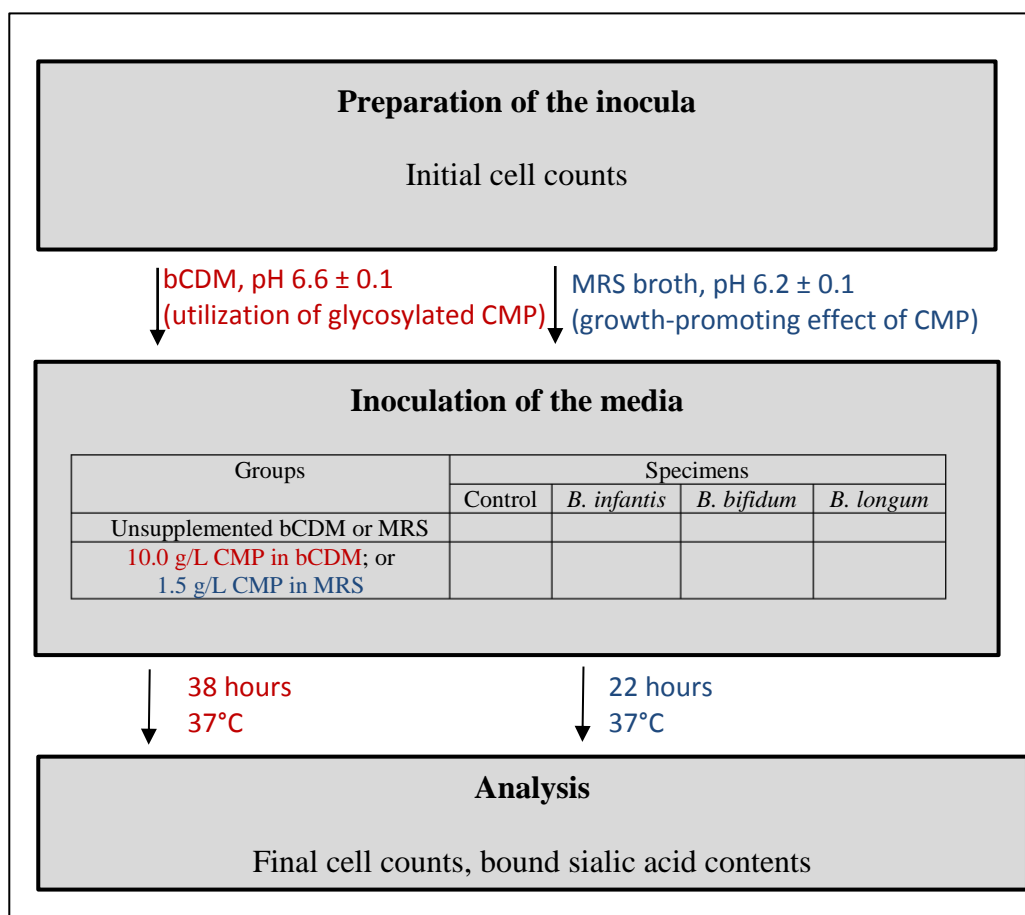 Preparation of the inocula
Initial cell counts
bCDM, pH 6.6 ± 0.1
(utilization of glycosylated CMP)
MRS broth, pH 6.2 ± 0.1
(growth-promoting effect of CMP)
Inoculation of the media
Groups Specimens
Control B. infantis B. bifidum B. longum
Unsupplemented bCDM or MRS
10.0 g/L CMP in bCDM; or
1.5 g/L CMP in MRS
38 hours
37°C
22 hours
37°C
Analysis
Final cell counts, bound sialic acid contents